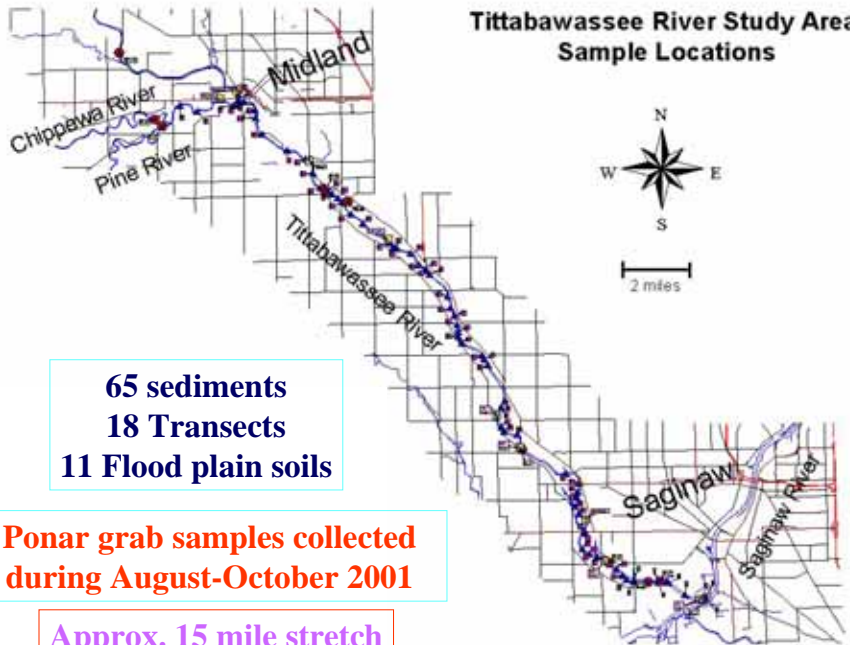 Tittabawassee River Study Area
Sample Locations
Midland
Chippewa River
Pine River
N
W
E
S
2 miles
Tittabawassee River
65 sediments
18 Transects
11 Flood plain soils
Saginaw
Saginaw River
Ponar grab samples collected
during August-October 2001
Approx. 15 mile stretch